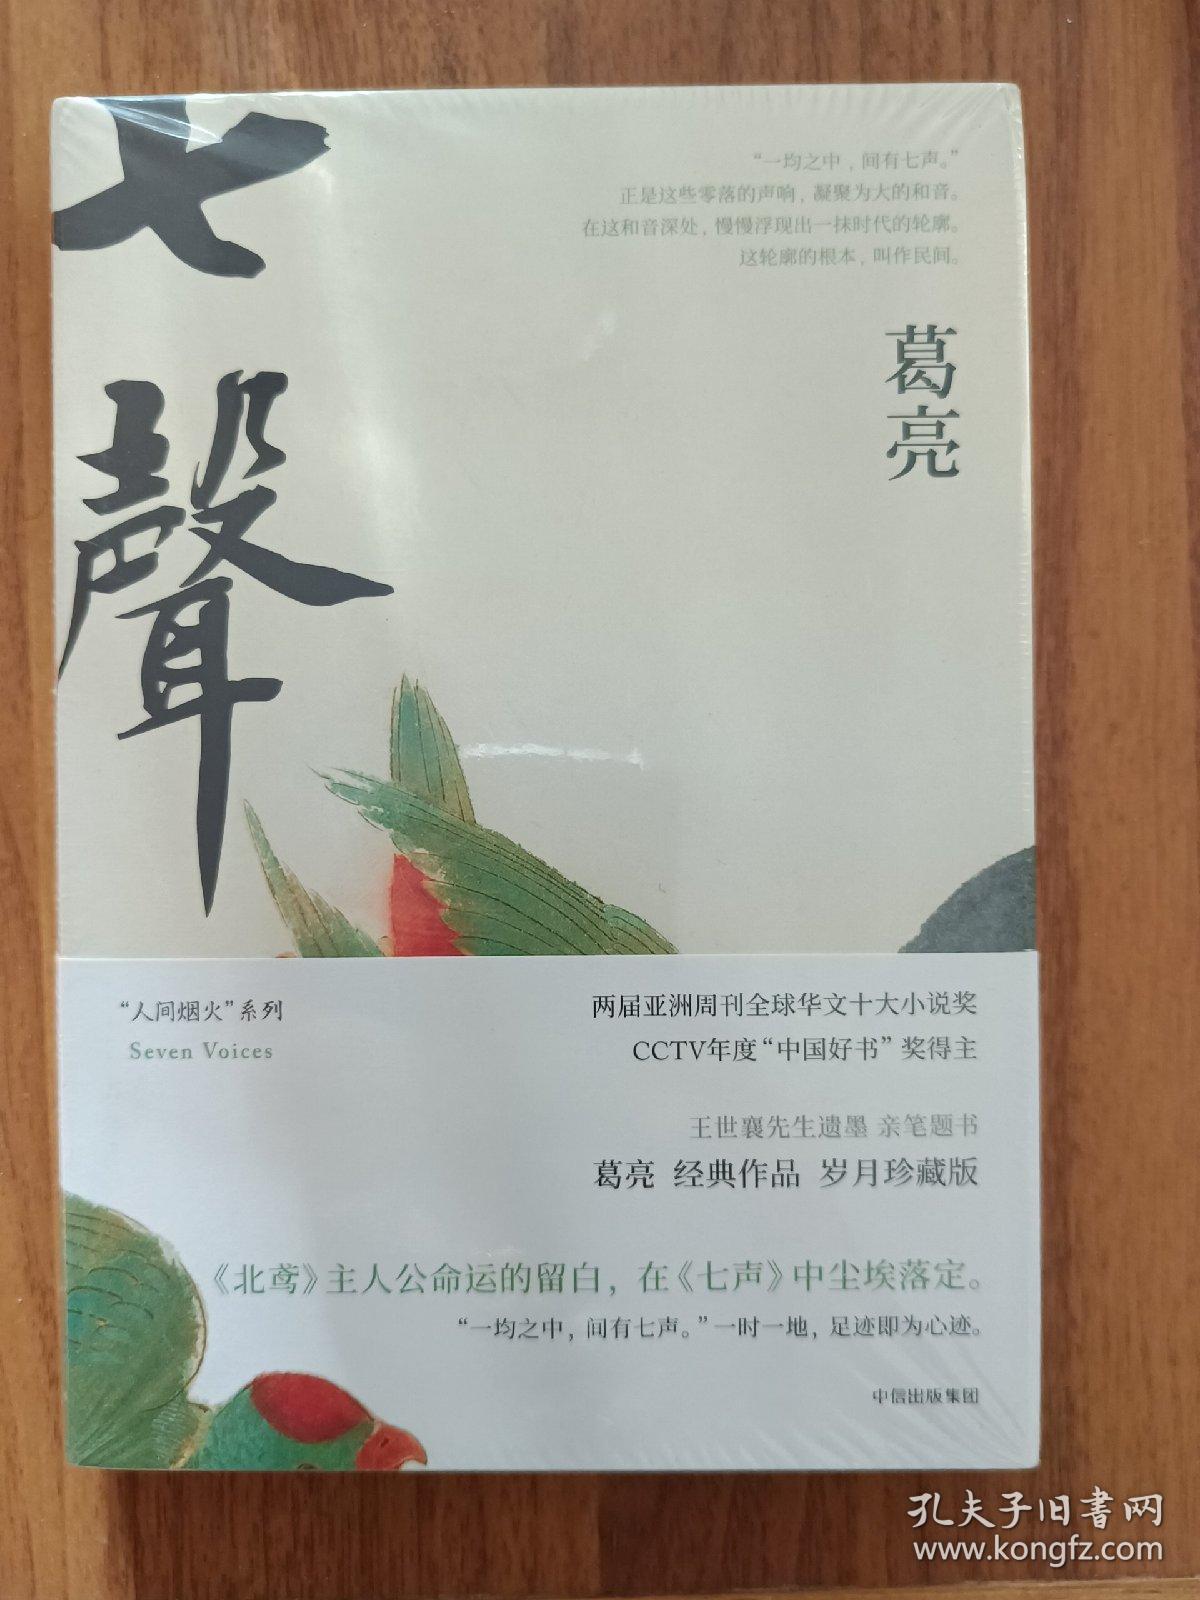 七聲
“一均之中，间有七声。”
正是这些零落的声响，凝聚为大的和音。
在这和音深处，慢慢浮现出一抹时代的轮廓。
这轮廓的根本，叫作民间。
葛亮
“人间烟火”系列
Seven Voices
两届亚洲周刊全球华文十大小说奖
CCTV年度“中国好书”奖得主
王世襄先生遗墨 亲笔题书
葛亮 经典作品 岁月珍藏版
《北鸢》主人公命运的留白，在《七声》中尘埃落定。
“一均之中，间有七声。”一时一地，足迹即为心迹。
中信出版集团
孔夫子旧书网
www.kongfz.com